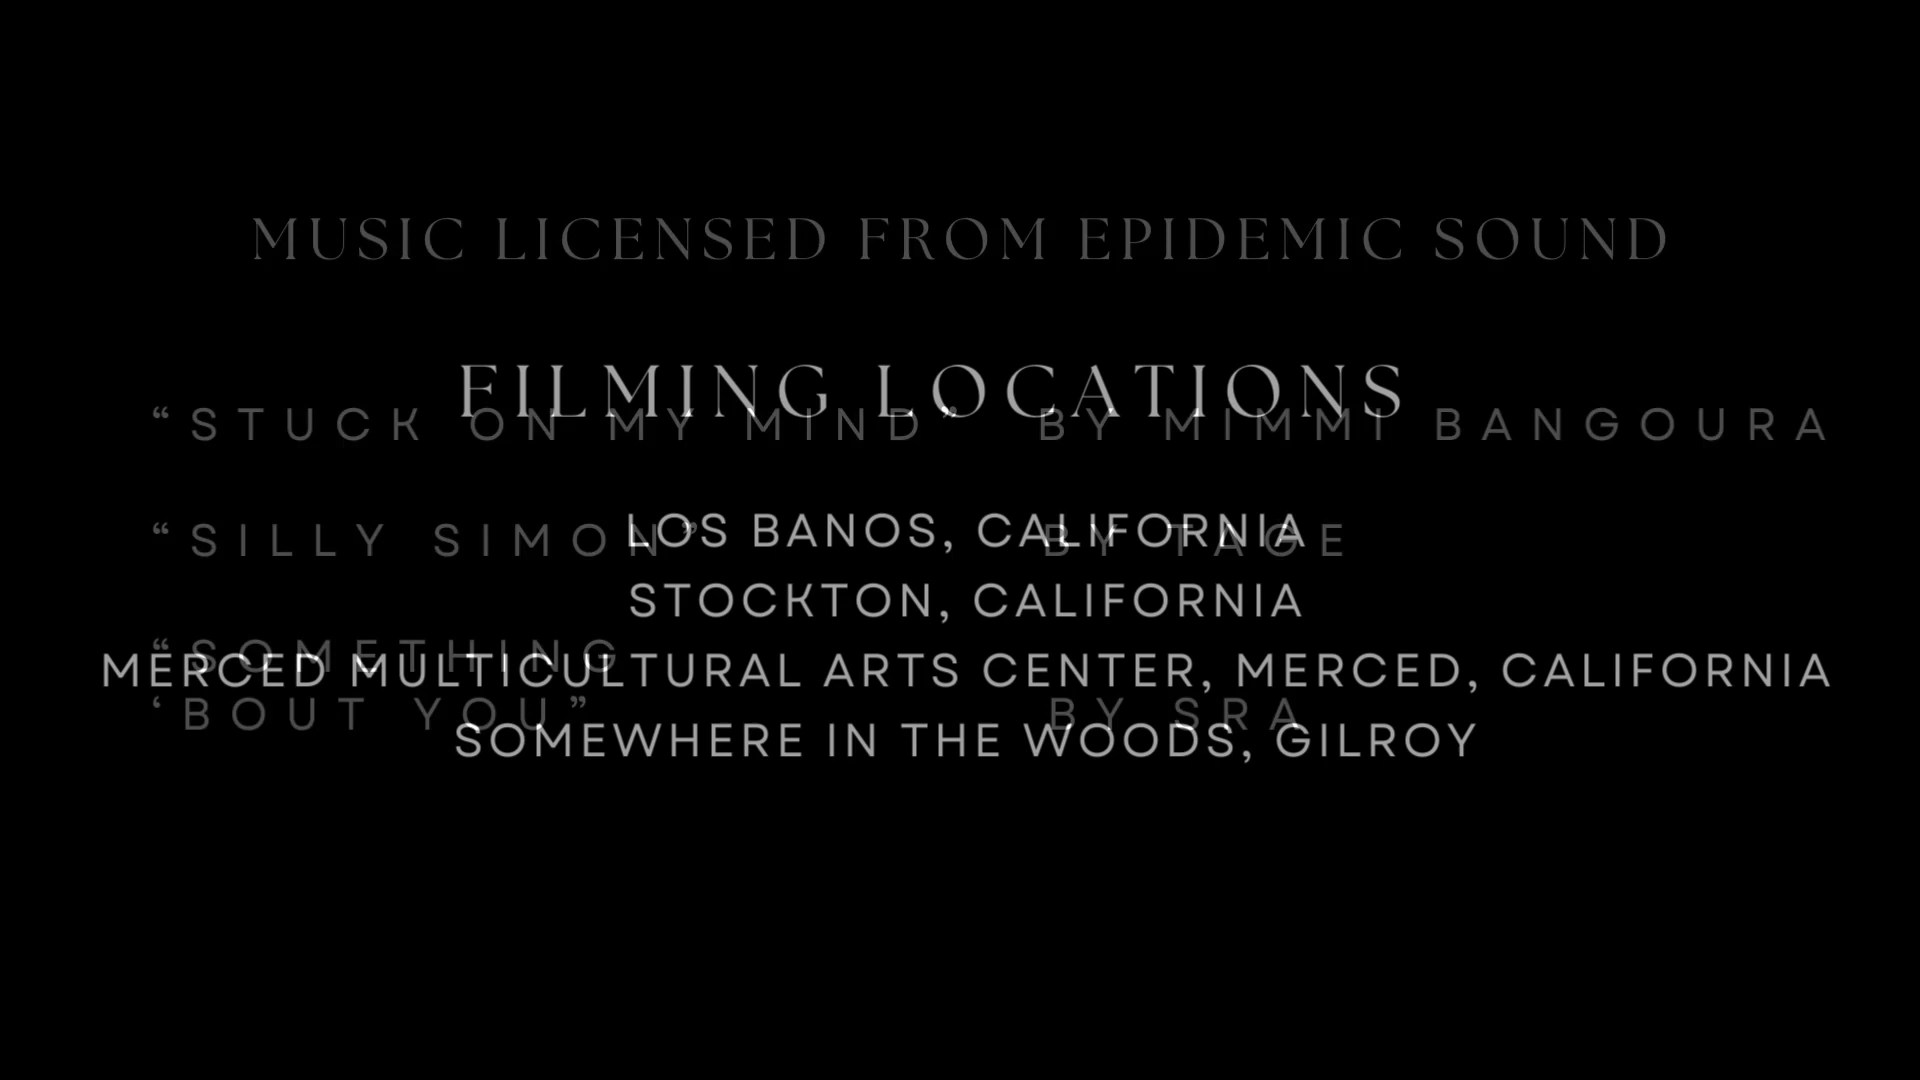 MUSIC LICENSED FROM EPIDEMIC SOUND
FILMING LOCATIONS
“STUCK ON MY MIND” BY MIMMI BANGOURA
LOS BANOS, CALIFORNIA
“SILLY SIMON” BY TAGE
STOCKTON, CALIFORNIA
“SOMETHING
MERCED MULTICULTURAL ARTS CENTER, MERCED, CALIFORNIA
‘BOUT YOU” BY SRA
SOMEWHERE IN THE WOODS, GILROY